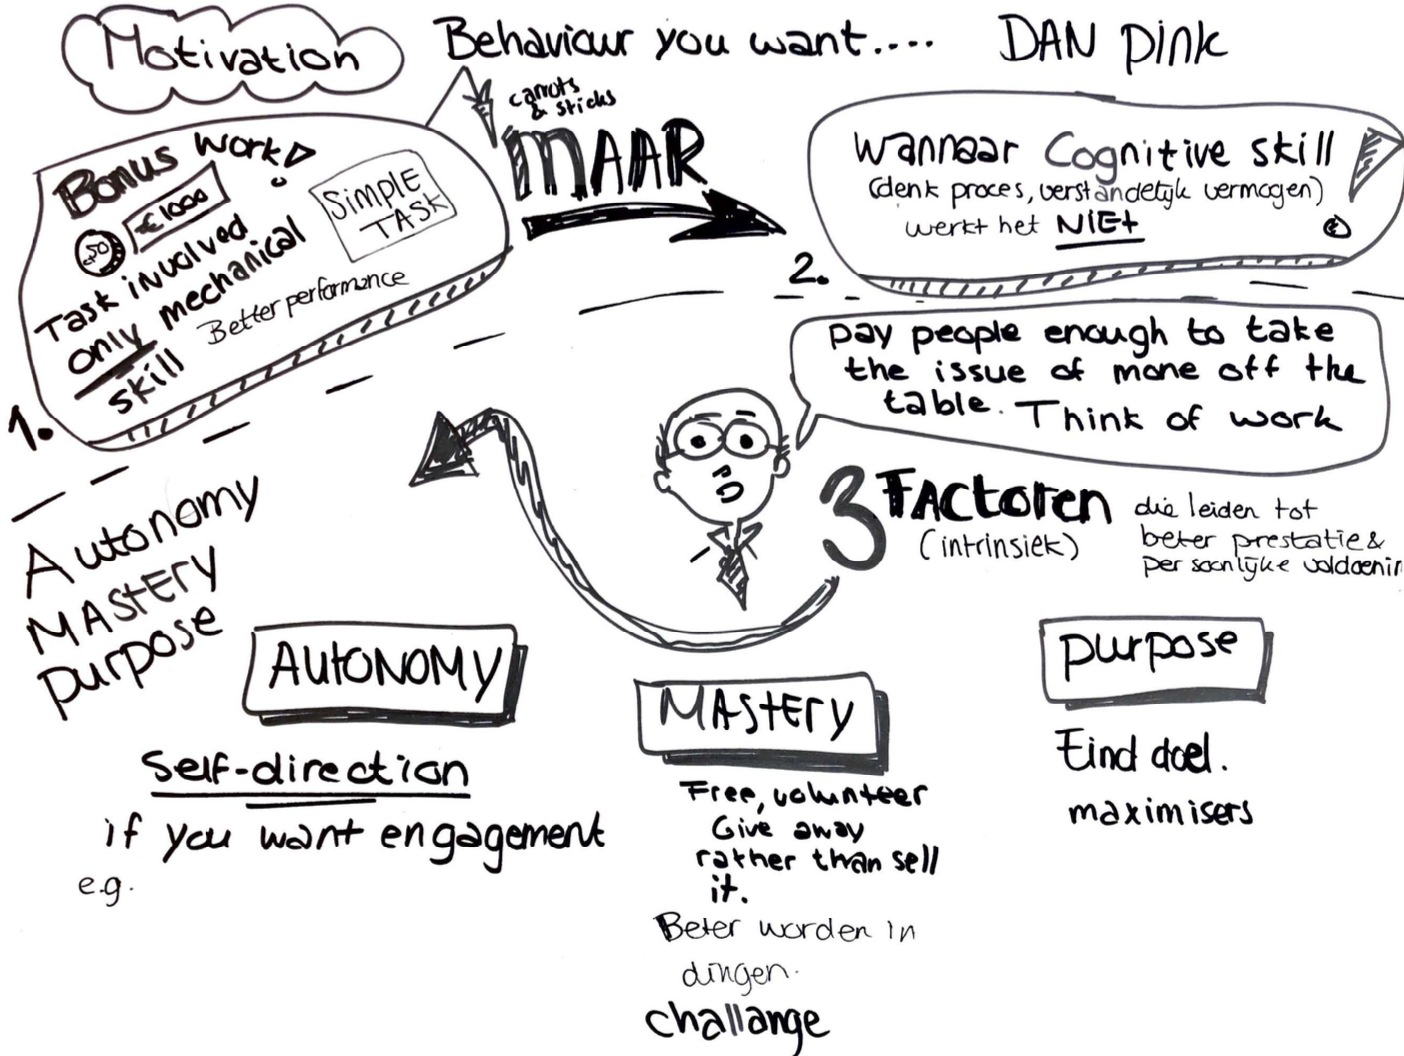 Motivation
Behaviour you want....
DAN pink
carrots
& sticks
Bonus work
€1000
50
SIMPLE
TASK
Task involved
only mechanical
skill
Better performance
1.
MAAR
wannaar Cognitive skill
(denk proces, verstandelijk vermogen)
werkt het NIEt
2.
pay people enough to take
the issue of mone off the
table. Think of work
3 FACtoren
(intrinsiek)
die leiden tot
beter prestatie &
persoonlijke voldoenin
Autonomy
MAStERy
purpose
AUtONOMY
Self-direction
if you want engagement
e.g.
MAStERy
Free, volunteer
Give away
rather than sell
it.
Beter worden in
dingen.
challange
purpose
Eind doel.
maximisers